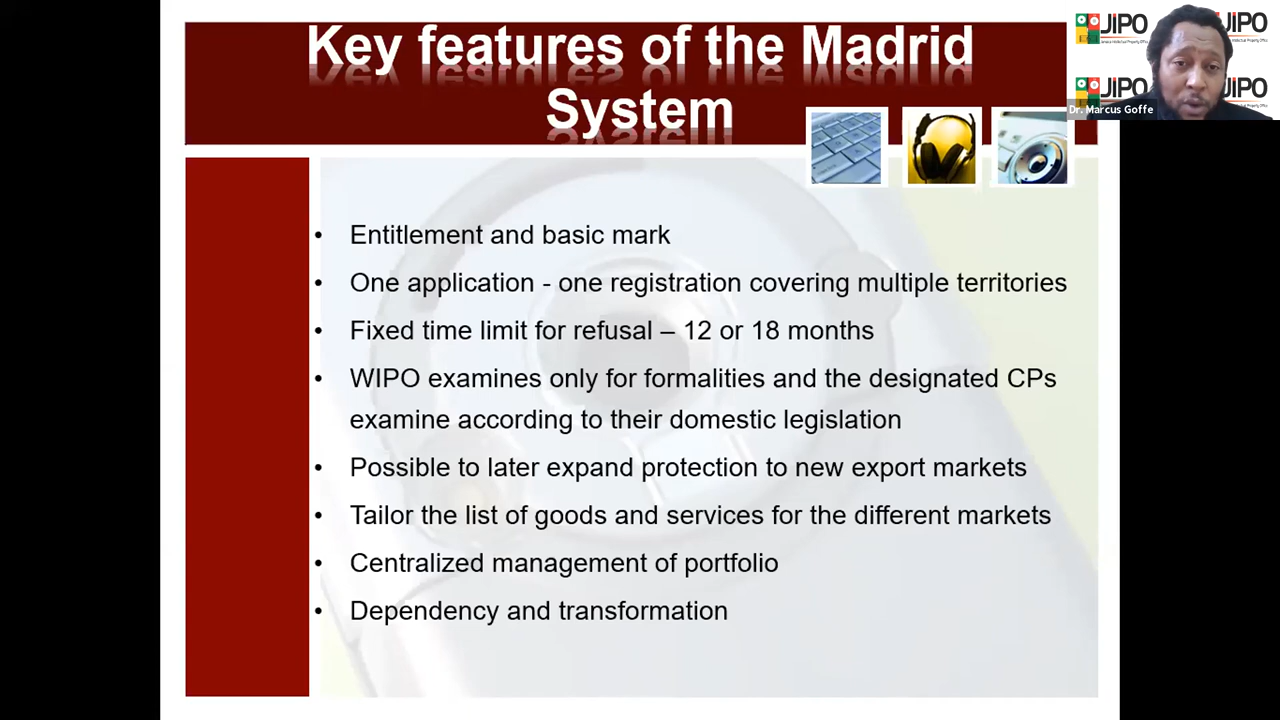 Key features of the Madrid
System
JIPO
JIPO
JIPO
JIPO
Dr. Marcus Goffe
• Entitlement and basic mark
• One application - one registration covering multiple territories
• Fixed time limit for refusal – 12 or 18 months
• WIPO examines only for formalities and the designated CPs
examine according to their domestic legislation
• Possible to later expand protection to new export markets
• Tailor the list of goods and services for the different markets
• Centralized management of portfolio
• Dependency and transformation